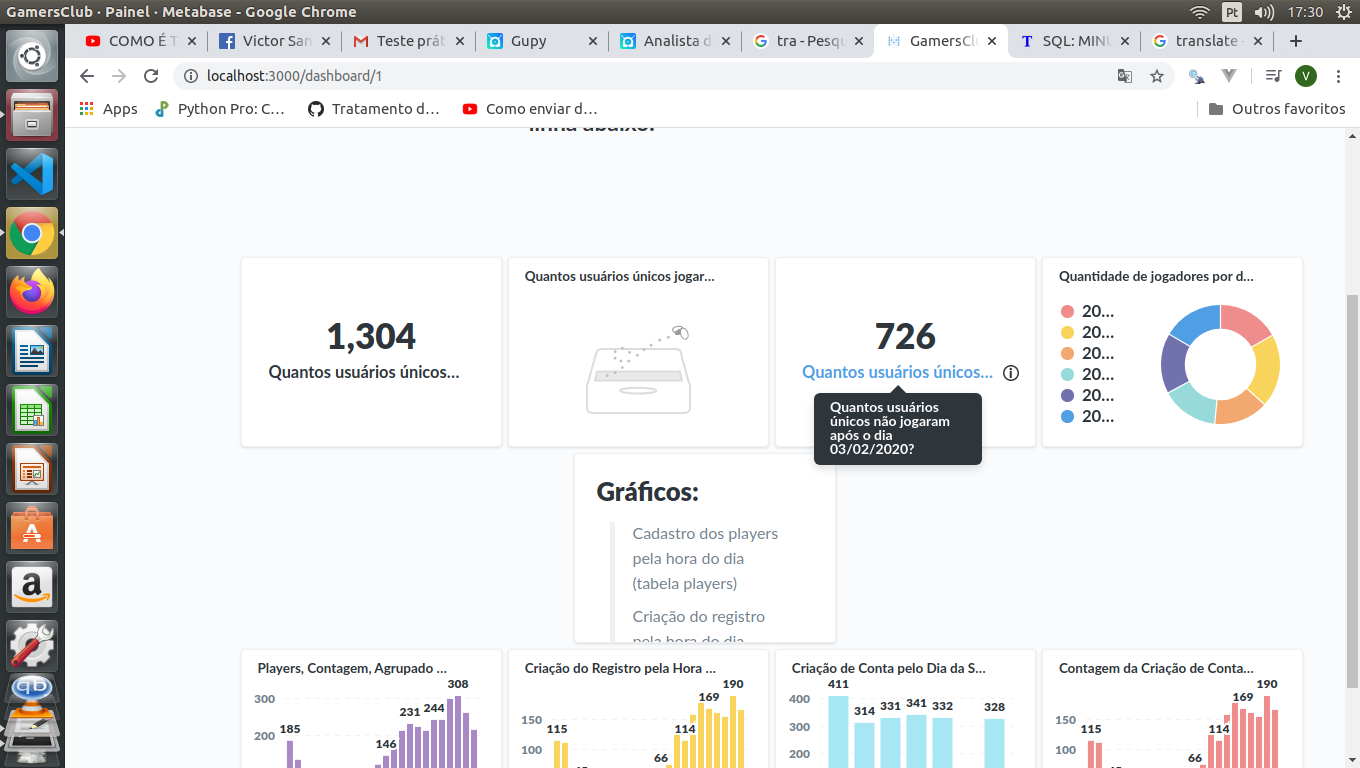 GamersClub · Painel · Metabase - Google Chrome
Pt
17:30
COMO É T
Victor San
Teste prát
Gupy
Analista d
tra - Pesqu
GamersClu
SQL: MINU
translate -
localhost:3000/dashboard/1
V
Apps
Python Pro: C...
Tratamento d...
Como enviar d...
Outros favoritos
linha abaixo:
1,304
Quantos usuários únicos...
Quantos usuários únicos jogar...
726
Quantos usuários únicos...
Quantos usuários
únicos não jogaram
após o dia
03/02/2020?
Quantidade de jogadores por d...
20...
20...
20...
20...
20...
20...
Gráficos:
Cadastro dos players
pela hora do dia
(tabela players)
Criação do registro
pela hora do dia
Players, Contagem, Agrupado ...
300
200
185
146
231
244
308
Criação do Registro pela Hora ...
150
100
115
66
114
169
190
Criação de Conta pelo Dia da S...
400
300
200
411
314
331
341
332
328
Contagem da Criação de Conta...
150
100
115
66
114
169
190